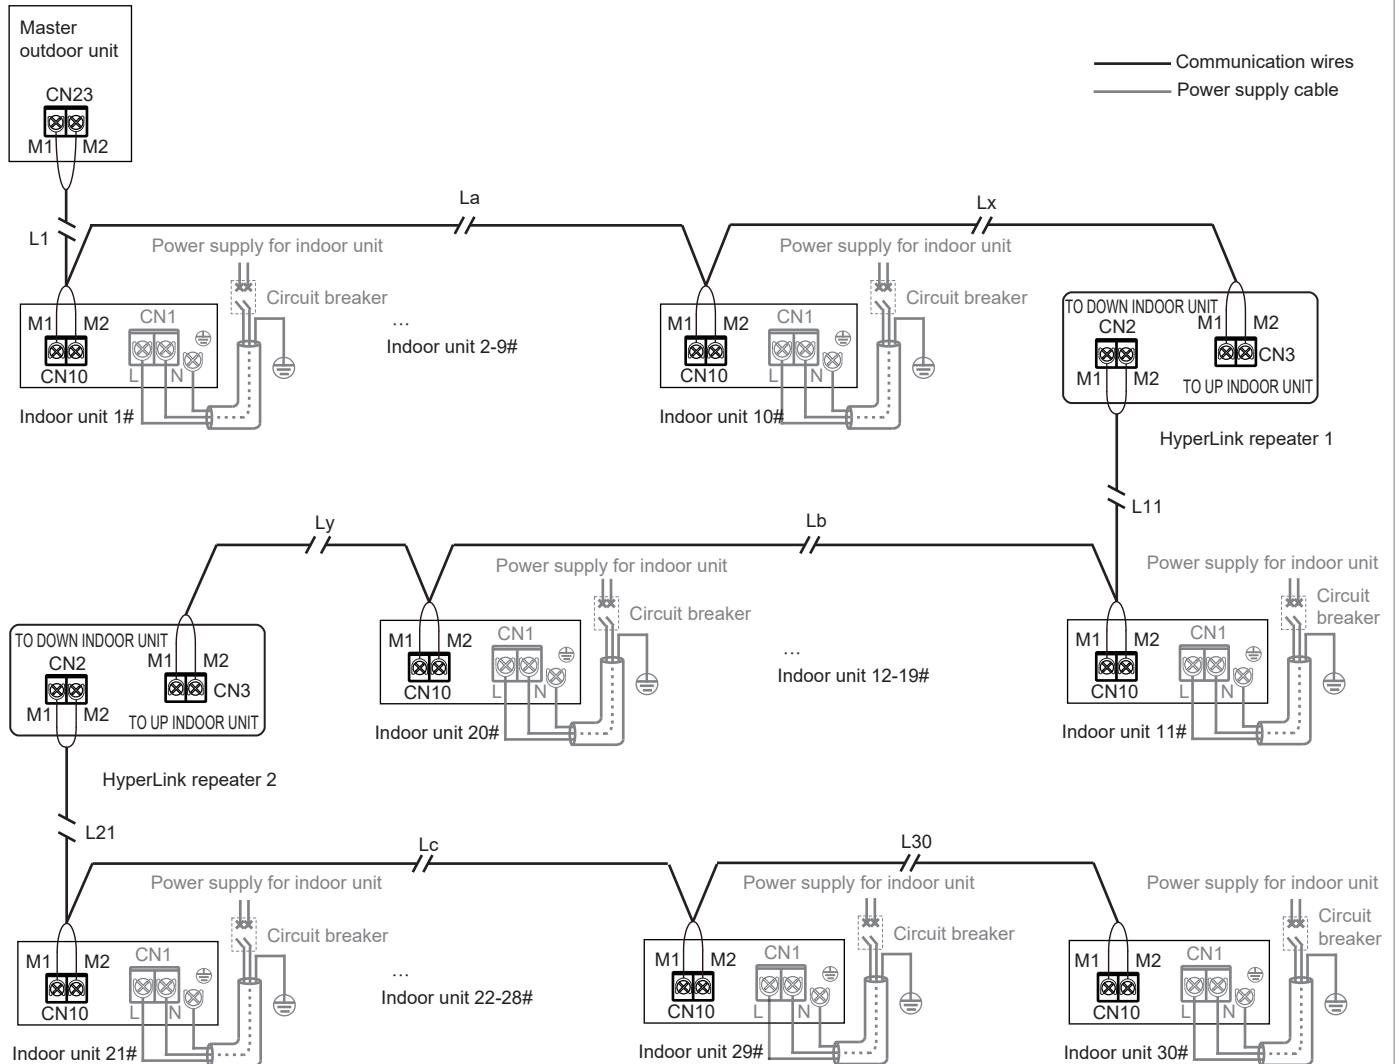 Master
outdoor unit
CN23
M1 M2
Communication wires
Power supply cable
L1
La
Lx
Power supply for indoor unit
Circuit breaker
M1 M2
CN1
CN10
L N
Indoor unit 1#
...
Indoor unit 2-9#
Power supply for indoor unit
Circuit breaker
M1 M2
CN1
CN10
L N
Indoor unit 10#
TO DOWN INDOOR UNIT
CN2
M1 M2
M1 M2
CN3
TO UP INDOOR UNIT
HyperLink repeater 1
L11
Ly
Lb
TO DOWN INDOOR UNIT
CN2
M1 M2
M1 M2
CN3
TO UP INDOOR UNIT
HyperLink repeater 2
Power supply for indoor unit
Circuit breaker
M1 M2
CN1
CN10
L N
Indoor unit 20#
...
Indoor unit 12-19#
Power supply for indoor unit
Circuit
breaker
M1 M2
CN1
CN10
L N
Indoor unit 11#
L21
Lc
L30
Power supply for indoor unit
Circuit breaker
M1 M2
CN1
CN10
L N
Indoor unit 21#
...
Indoor unit 22-28#
Power supply for indoor unit
Circuit breaker
M1 M2
CN1
CN10
L N
Indoor unit 29#
Power supply for indoor unit
Circuit
breaker
M1 M2
CN1
CN10
L N
Indoor unit 30#